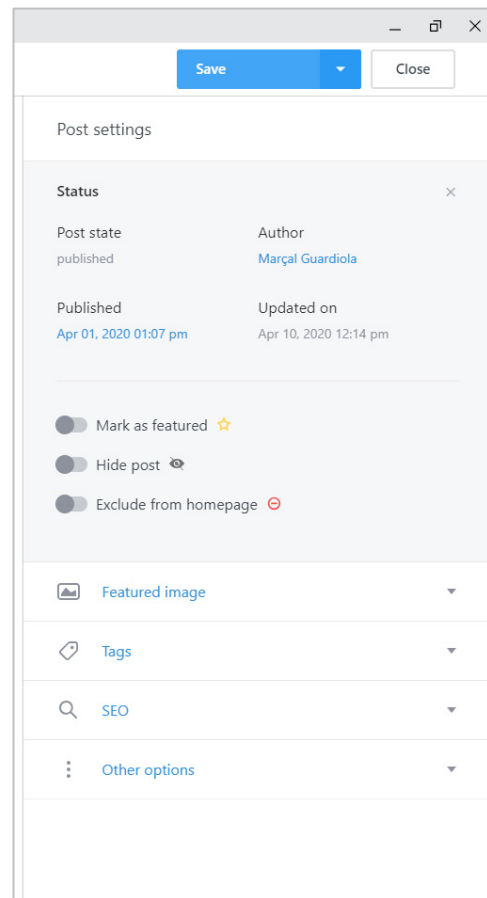 Save
Close
Post settings
Status
Post state
Author
published
Marçal Guardiola
Published
Updated on
Apr 01, 2020 01:07 pm
Apr 10, 2020 12:14 pm
Mark as featured
Hide post
Exclude from homepage
Featured image
Tags
SEO
Other options